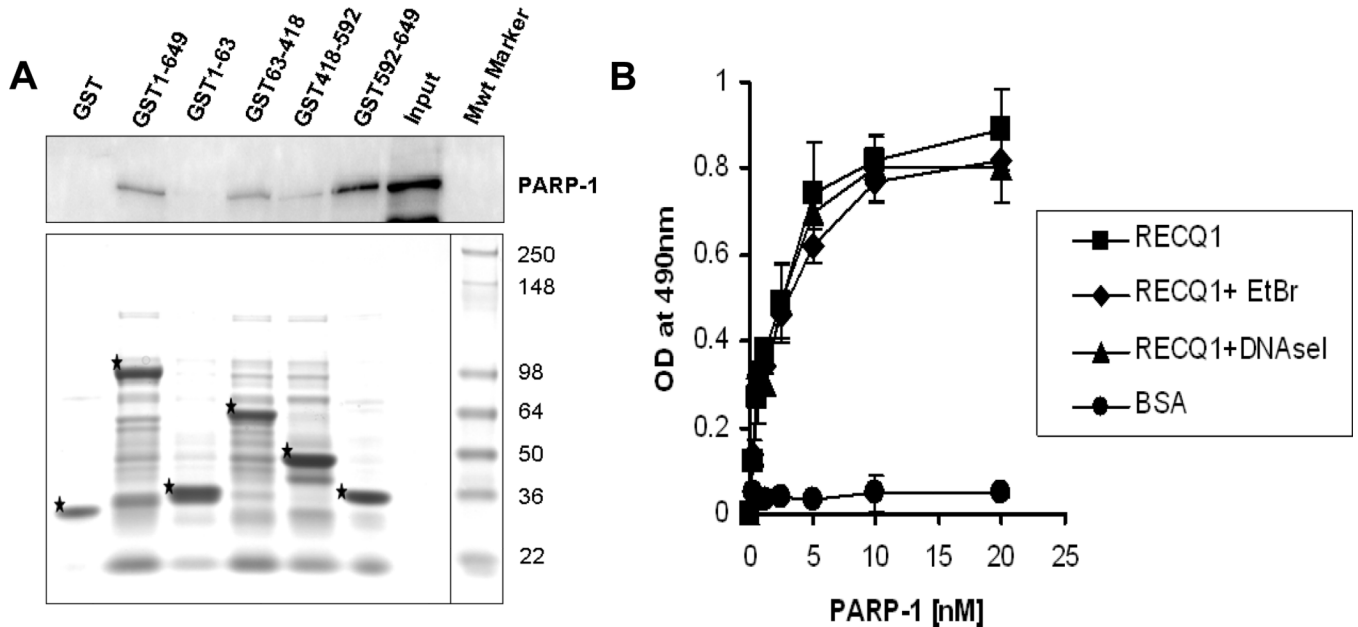 A
GST
GST1-649
GST1-63
GST63-418
GST418-592
GST592-649
Input
Mwt Marker
PARP-1
250
148
98
64
50
36
22
B
OD at 490nm
1
0.8
0.6
0.4
0.2
0
0 5 10 15 20 25
PARP-1 [nM]
RECQ1
RECQ1+ EtBr
RECQ1+DNAseI
BSA